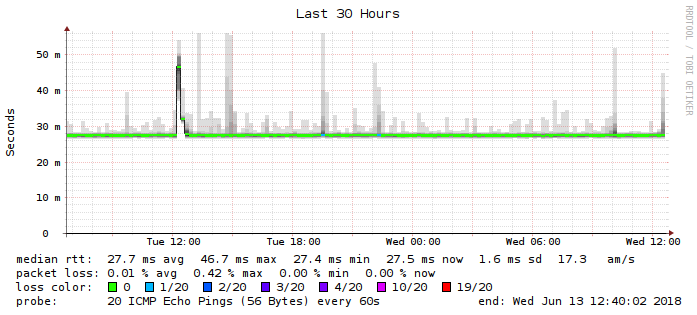 Last 30 Hours
RRDTOOL / TOBI OETIKER
Seconds
50 m
40 m
30 m
20 m
10 m
0
Tue 12:00 Tue 18:00 Wed 00:00 Wed 06:00 Wed 12:00
median rtt: 27.7 ms avg 46.7 ms max 27.4 ms min 27.5 ms now 1.6 ms sd 17.3 am/s
packet loss: 0.01 % avg 0.42 % max 0.00 % min 0.00 % now
loss color: 0 1/20 2/20 3/20 4/20 10/20 19/20
probe: 20 ICMP Echo Pings (56 Bytes) every 60s end: Wed Jun 13 12:40:02 2018